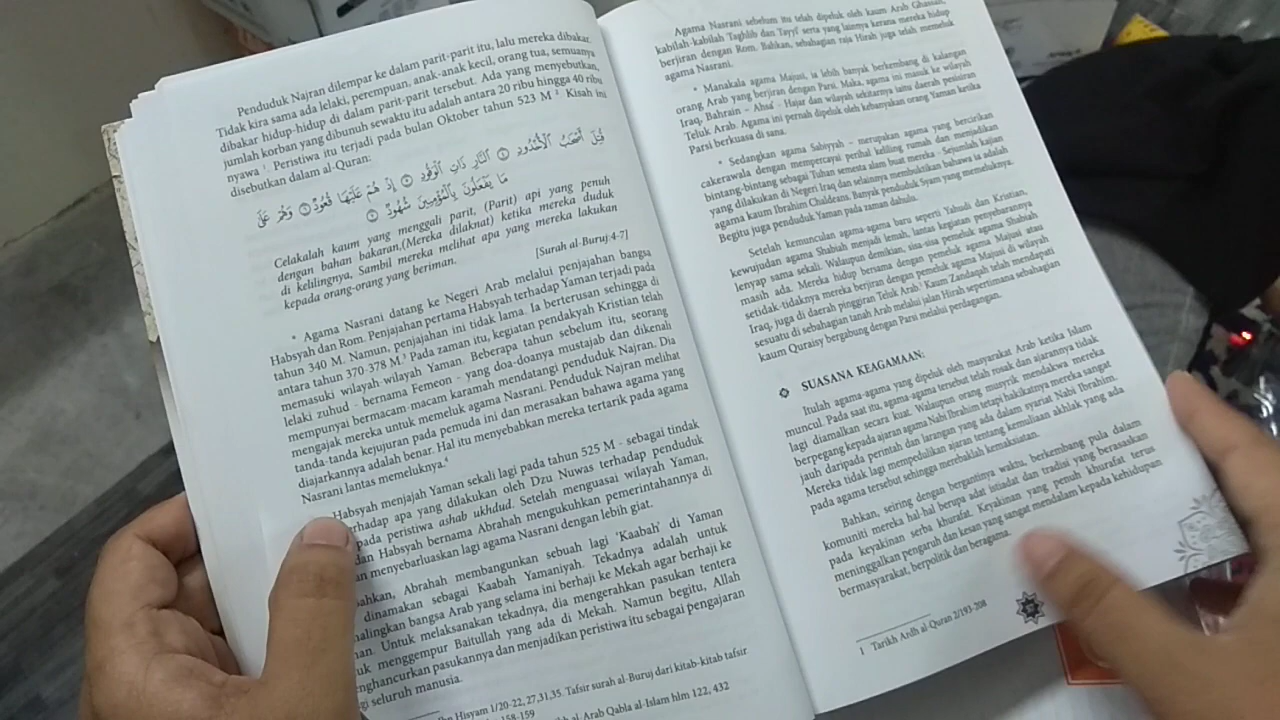 Penduduk Najran dilempar ke dalam parit-parit itu, lalu mereka dibakar.
Tidak kira sama ada lelaki, perempuan, anak-anak kecil, orang tua, semuanya
dibakar hidup-hidup di dalam parit-parit tersebut. Ada yang menyebutkan,
jumlah korban yang dibunuh sewaktu itu adalah antara 20 ribu hingga 40 ribu
nyawa. Peristiwa itu terjadi pada bulan Oktober tahun 523 M. Kisah ini
disebutkan dalam al-Quran:
قُتِلَ أَصْحَٰبُ ٱلْأُخْدُودِ ٤ ٱلنَّارِ ذَاتِ ٱلْوَقُودِ ٥ إِذْ هُمْ عَلَيْهَا قُعُودٌ ٦ وَهُمْ عَلَىٰ
مَا يَفْعَلُونَ بِٱلْمُؤْمِنِينَ شُهُودٌ ٧
Celakalah kaum yang menggali parit, (Parit) api yang penuh
dengan bahan bakaran,(Mereka dilaknat) ketika mereka duduk
di kelilingnya, Sambil mereka melihat apa yang mereka lakukan
kepada orang-orang yang beriman.
[Surah al-Buruj:4-7]
* Agama Nasrani datang ke Negeri Arab melalui penjajahan bangsa
Habsyah dan Rom. Penjajahan pertama Habsyah terhadap Yaman terjadi pada
tahun 340 M. Namun, penjajahan ini tidak lama. Ia berterusan sehingga di
antara tahun 370-378 M. Pada zaman itu, kegiatan pendakyah Kristian telah
memasuki wilayah-wilayah Yaman. Beberapa tahun sebelum itu, seorang
lelaki zuhud - bernama Femeon - yang doa-doanya mustajab dan dikenali
mempunyai bermacam-macam karamah mendatangi penduduk Najran. Dia
mengajak mereka untuk memeluk agama Nasrani. Penduduk Najran melihat
tanda-tanda kejujuran pada pemuda ini dan merasakan bahawa agama yang
diajarkannya adalah benar. Hal itu menyebabkan mereka tertarik pada agama
Nasrani lantas memeluknya.
Habsyah menjajah Yaman sekali lagi pada tahun 525 M - sebagai tindak
terhadap apa yang dilakukan oleh Dzu Nuwas terhadap penduduk
pada peristiwa ashab ukhdud. Setelah menguasai wilayah Yaman,
dan Habsyah bernama Abrahah mengukuhkan pemerintahannya di
menyebarluaskan lagi agama Nasrani dengan lebih giat.
Abrahah membangunkan sebuah lagi 'Kaabah' di Yaman
dinamakan sebagai Kaabah Yamaniyah. Tekadnya adalah untuk
bangsa Arab yang selama ini berhaji ke Mekah agar berhaji ke
Untuk melaksanakan tekadnya, dia mengerahkan pasukan tentera
menggempur Baitullah yang ada di Mekah. Namun begitu, Allah
pasukannya dan menjadikan peristiwa itu sebagai pengajaran
seluruh manusia.
Hisyam 1/20-22, 27,31,35. Tafsir surah al-Buruj dari kitab-kitab tafsir
158-159
al-Arab Qabla al-Islam hlm 122, 432
Agama Nasrani sebelum itu telah dipeluk oleh kaum Arab Ghassan,
kabilah-kabilah Taghlib dan Tayyi' serta yang lainnya kerana mereka hidup
berjiran dengan Rom. Bahkan, sebahagian raja Hirah juga telah memeluk
agama Nasrani.
* Manakala agama Majusi, ia lebih banyak berkembang di kalangan
orang Arab yang berjiran dengan Parsi. Maka, agama ini masuk ke wilayah
Iraq, Bahrain – Ahsa' - Hajar dan wilayah sekitarnya iaitu daerah pesisiran
Teluk Arab. Agama ini pernah dipeluk oleh kebanyakan orang Yaman ketika
Parsi berkuasa di sana.
* Sedangkan agama Sabiyyah – merupakan agama yang bercirikan
cakerawala dengan mempercayai perihal keliling rumah dan menjadikan
bintang-bintang sebagai Tuhan semesta alam buat mereka - Sejumlah kajian
yang dilakukan di Negeri Iraq dan selainnya membuktikan bahawa ia adalah
agama kaum Ibrahim Chaldeans. Banyak penduduk Syam yang memeluknya.
Begitu juga penduduk Yaman pada zaman dahulu.
Setelah kemunculan agama-agama baru seperti Yahudi dan Kristian,
kewujudan agama Shabiah menjadi lemah, lantas kegiatan penyebarannya
lenyap sama sekali. Walaupun demikian, sisa-sisa pemeluk agama Shabiah
masih ada. Mereka hidup bersama dengan pemeluk agama Majusi atau
setidak-tidaknya mereka berjiran dengan pemeluk agama Majusi di wilayah
Iraq, juga di daerah pinggiran Teluk Arab. Kaum Zandaqah telah mendapati
sesuatu di sebahagian tanah Arab melalui jalan Hirah sepertimana sebahagian
kaum Quraisy bergabung dengan Parsi melalui perdagangan.
SUASANA KEAGAMAAN:
Itulah agama-agama yang dipeluk oleh masyarakat Arab ketika Islam
muncul. Pada saat itu, agama-agama tersebut telah rosak dan ajarannya tidak
lagi diamalkan secara kuat. Walaupun orang musyrik mendakwa mereka
berpegang kepada ajaran agama Nabi Ibrahim tetapi hakikatnya mereka sangat
jauh daripada perintah dan larangan yang ada dalam syariat Nabi Ibrahim.
Mereka tidak lagi mempedulikan ajaran tentang kemuliaan akhlak yang ada
pada agama tersebut sehingga merebaklah kemaksiatan.
Bahkan, seiring dengan bergantinya waktu, berkembang pula dalam
komuniti mereka hal-hal berupa adat istiadat dan tradisi yang berasaskan
pada keyakinan serba khurafat. Keyakinan yang penuh khurafat terus
meninggalkan pengaruh dan kesan yang sangat mendalam kepada kehidupan
bermasyarakat, berpolitik dan beragama.
1 Tarikh Ardh al-Quran 2/193-208